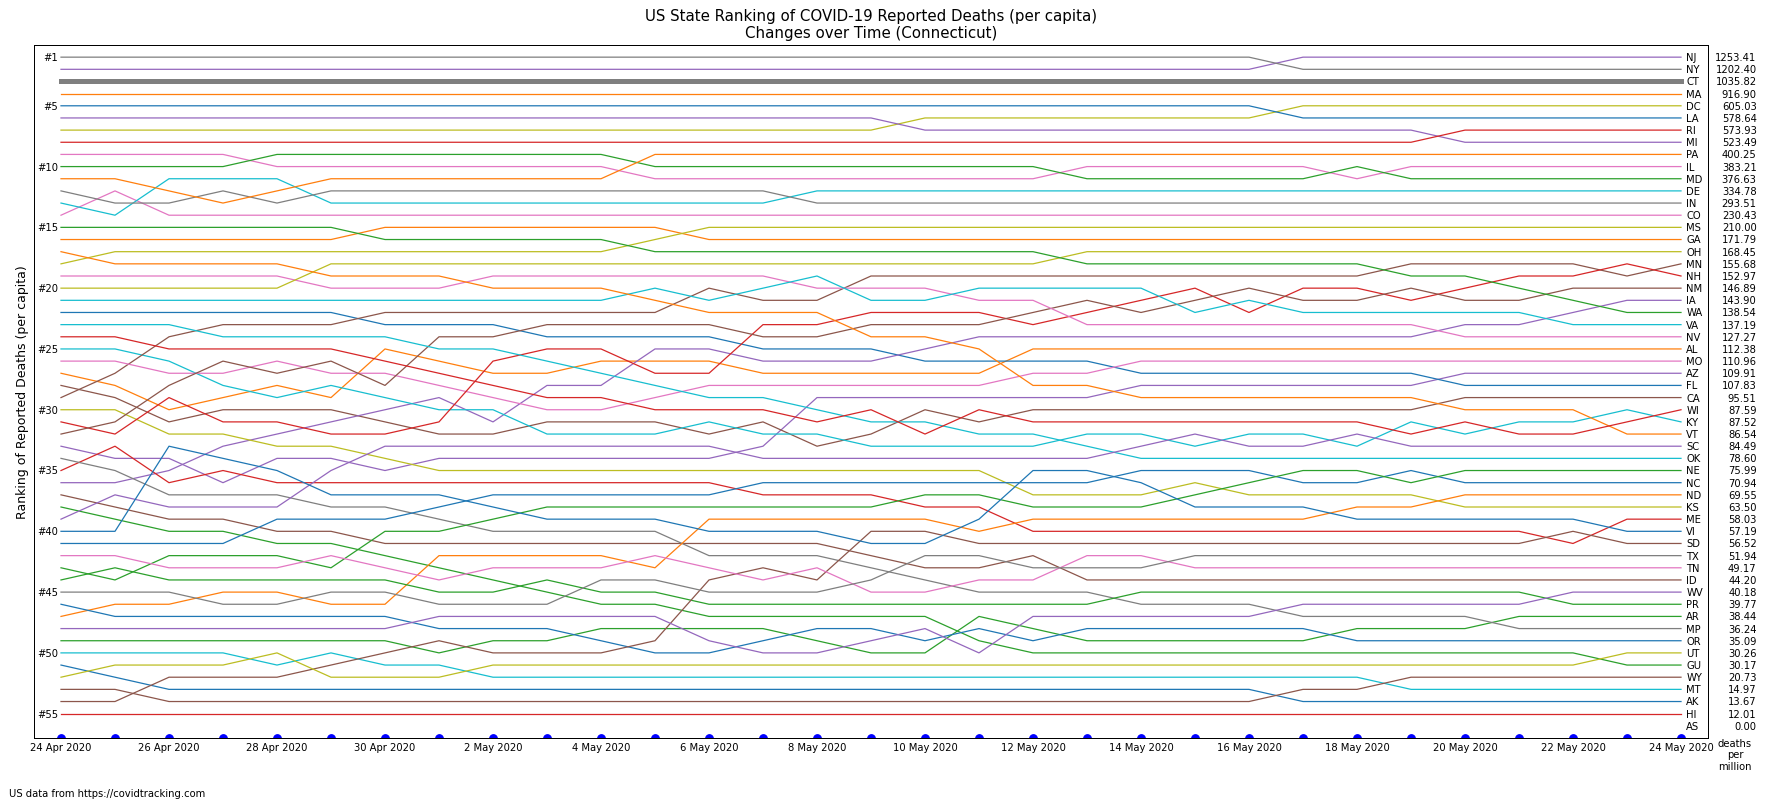 US State Ranking of COVID-19 Reported Deaths (per capita)
Changes over Time (Connecticut)
Ranking of Reported Deaths (per capita)
#1
#5
#10
#15
#20
#25
#30
#35
#40
#45
#50
#55
NJ 1253.41
NY 1202.40
CT 1035.82
MA 916.90
DC 605.03
LA 578.64
RI 573.93
MI 523.49
PA 400.25
IL 383.21
MD 376.63
DE 334.78
IN 293.51
CO 230.43
MS 210.00
GA 171.79
OH 168.45
MN 155.68
NH 152.97
NM 146.89
IA 143.90
WA 138.54
VA 137.19
NV 127.27
AL 112.38
MO 110.96
AZ 109.91
FL 107.83
CA 95.51
WI 87.59
KY 87.52
VT 86.54
SC 84.49
OK 78.60
NE 75.99
NC 70.94
ND 69.55
KS 63.50
ME 58.03
VI 57.19
SD 56.52
TX 51.94
TN 49.17
ID 44.20
WV 40.18
PR 39.77
AR 38.44
MP 36.24
OR 35.09
UT 30.26
GU 30.17
WY 20.73
MT 14.97
AK 13.67
HI 12.01
AS 0.00
24 Apr 2020 26 Apr 2020 28 Apr 2020 30 Apr 2020 2 May 2020 4 May 2020 6 May 2020 8 May 2020 10 May 2020 12 May 2020 14 May 2020 16 May 2020 18 May 2020 20 May 2020 22 May 2020 24 May 2020
deaths
per
million
US data from https://covidtracking.com